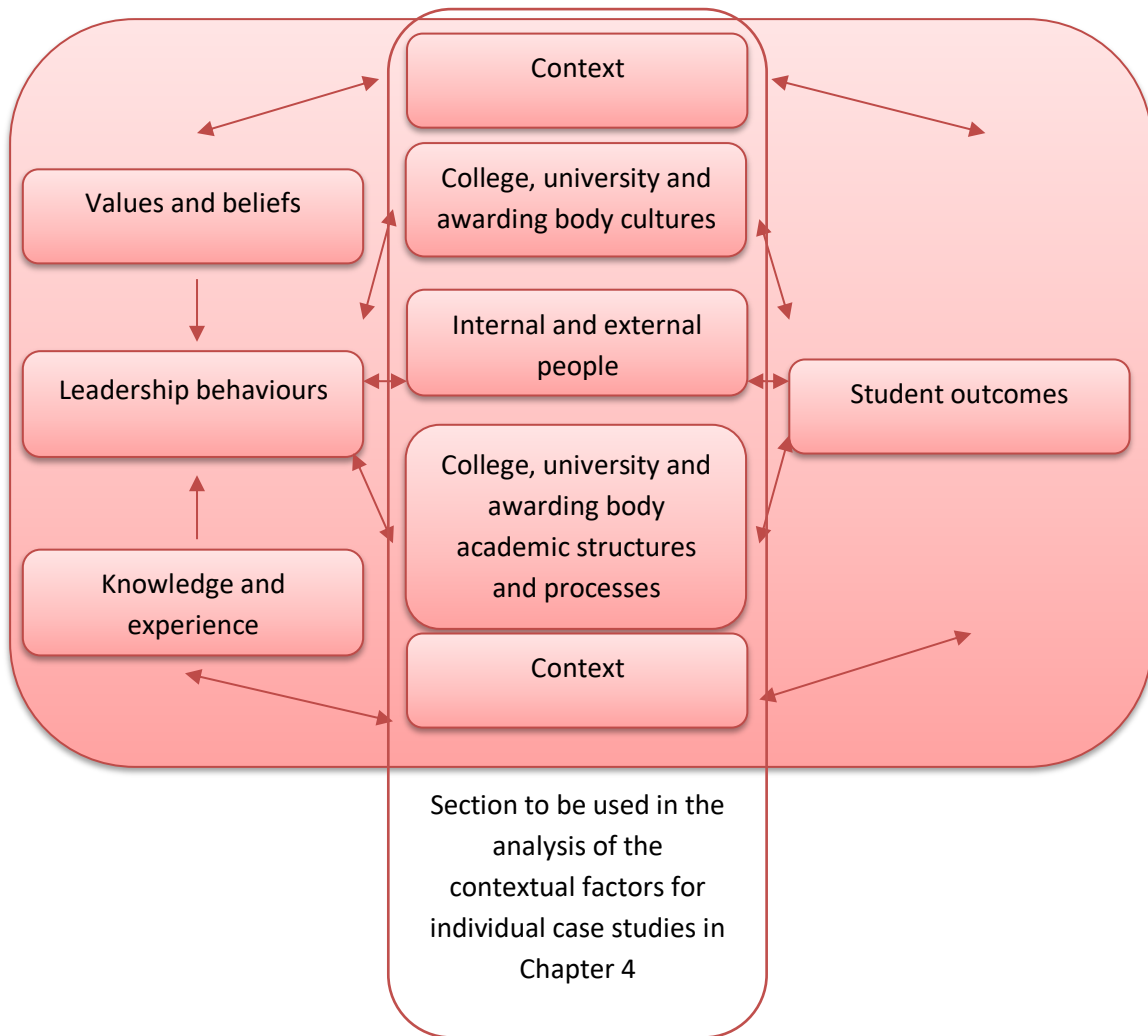 Context
College, university and
awarding body cultures
Values and beliefs
Internal and external
people
Leadership behaviours
Student outcomes
College, university and
awarding body
academic structures
and processes
Knowledge and
experience
Context
Section to be used in the
analysis of the
contextual factors for
individual case studies in
Chapter 4